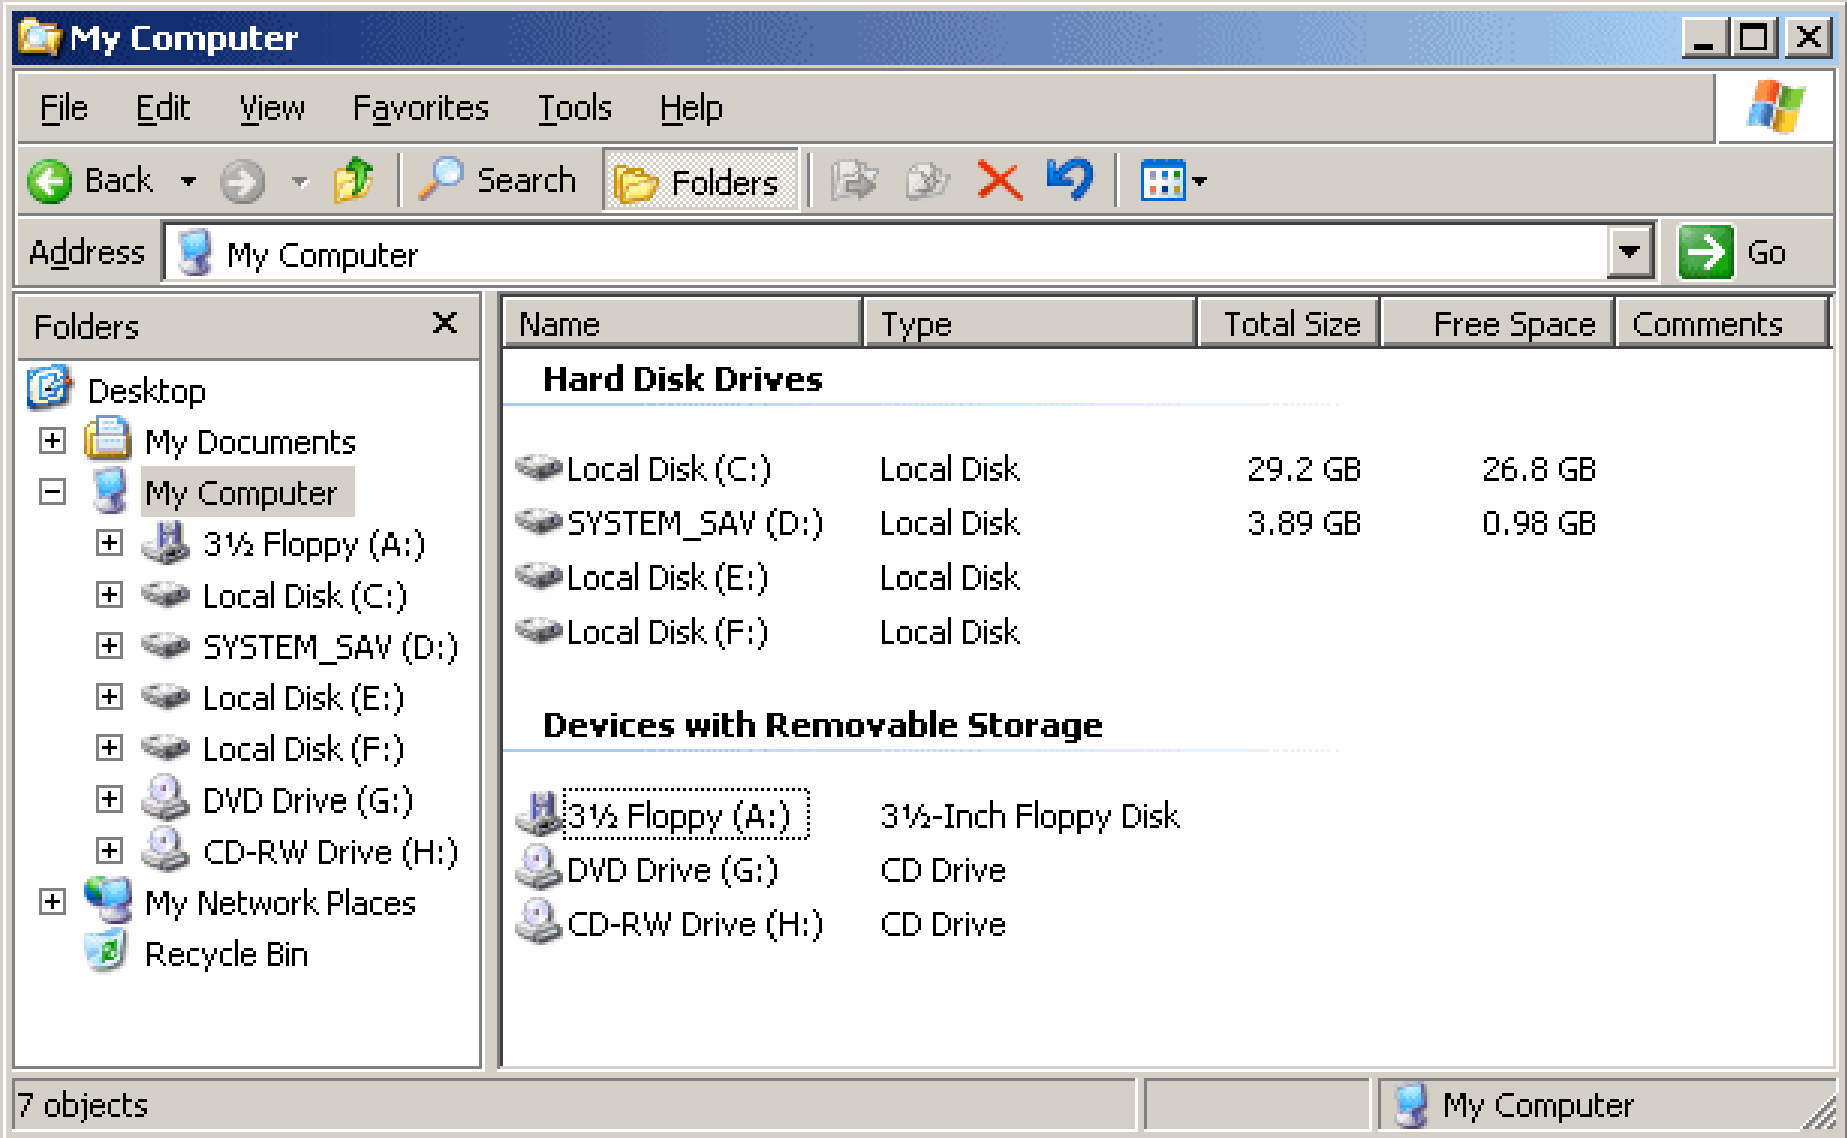 My Computer
File Edit View Favorites Tools Help
Back Search Folders
Address My Computer Go
Folders
Desktop
My Documents
My Computer
3½ Floppy (A:)
Local Disk (C:)
SYSTEM_SAV (D:)
Local Disk (E:)
Local Disk (F:)
DVD Drive (G:)
CD-RW Drive (H:)
My Network Places
Recycle Bin
Name Type Total Size Free Space Comments
Hard Disk Drives
Local Disk (C:) Local Disk 29.2 GB 26.8 GB
SYSTEM_SAV (D:) Local Disk 3.89 GB 0.98 GB
Local Disk (E:) Local Disk
Local Disk (F:) Local Disk
Devices with Removable Storage
3½ Floppy (A:) 3½-Inch Floppy Disk
DVD Drive (G:) CD Drive
CD-RW Drive (H:) CD Drive
7 objects My Computer